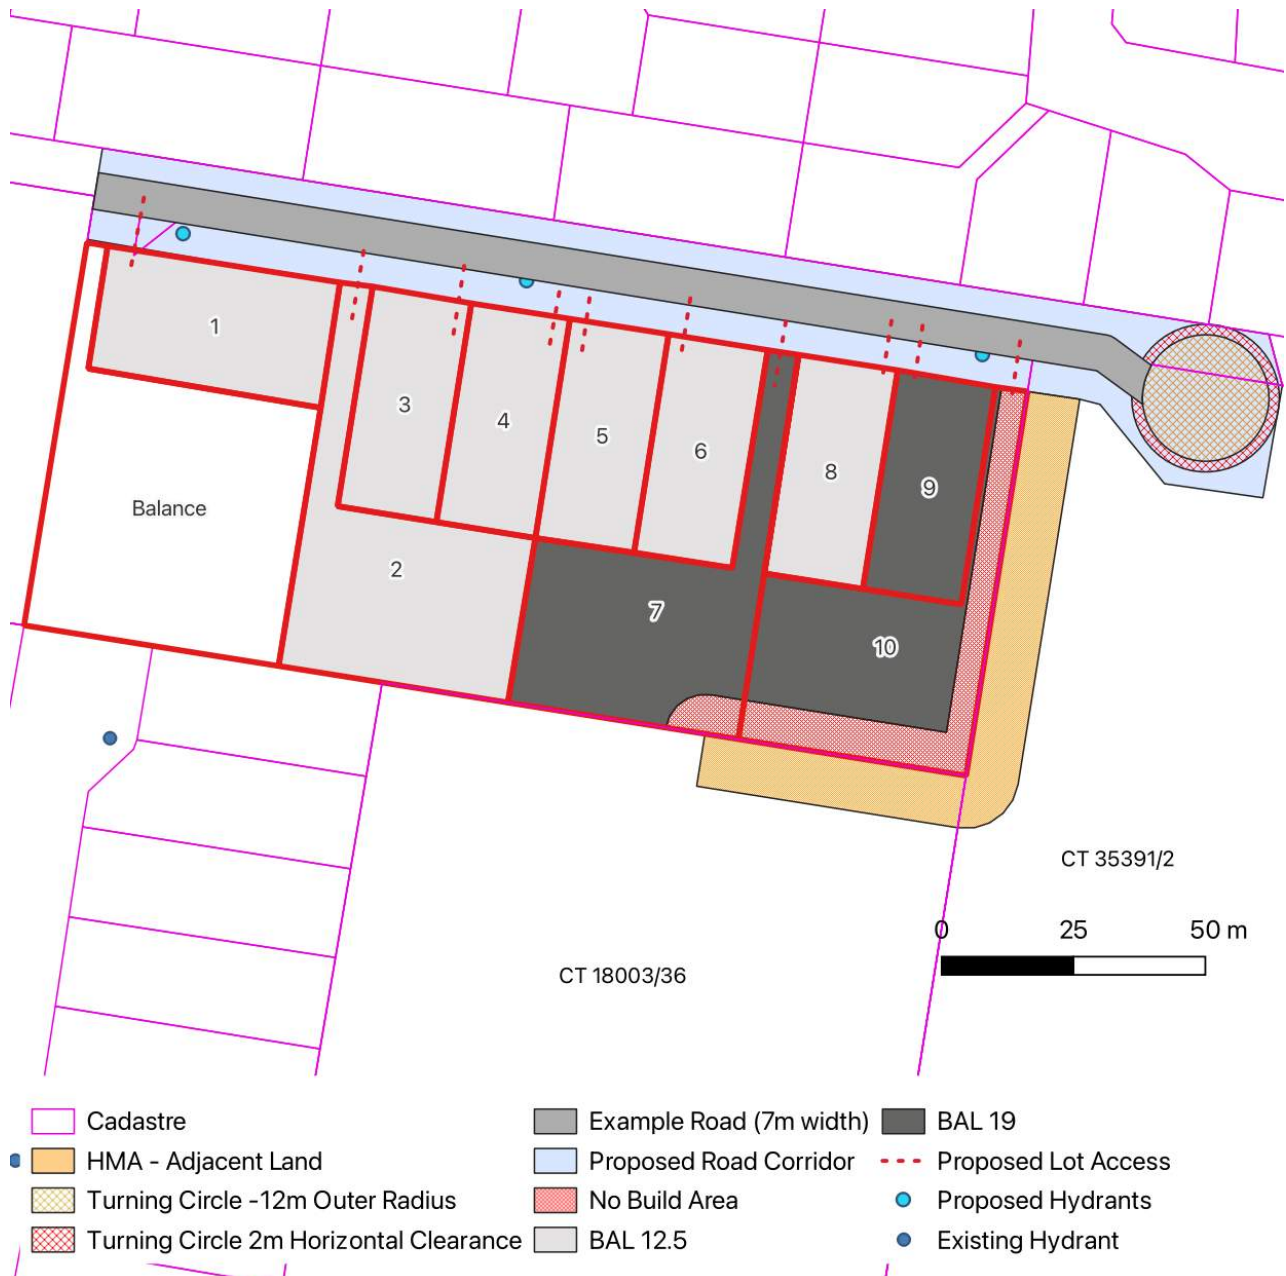 1
3
4
5
6
8
9
Balance
2
7
10
CT 35391/2
0 25 50 m
CT 18003/36
Cadastre
Example Road (7m width)
BAL 19
HMA - Adjacent Land
Proposed Road Corridor
Proposed Lot Access
Turning Circle -12m Outer Radius
No Build Area
Proposed Hydrants
Turning Circle 2m Horizontal Clearance
BAL 12.5
Existing Hydrant